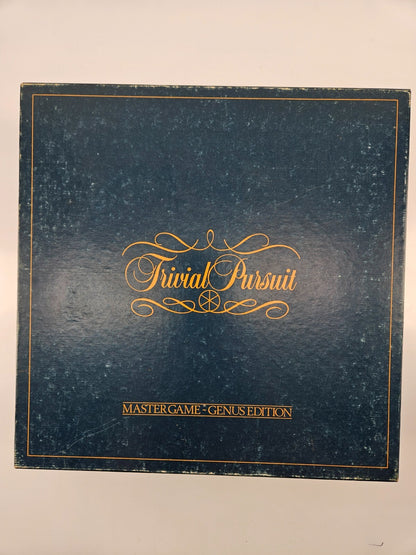 Trivial Pursuit
MASTER GAME - GENUS EDITION